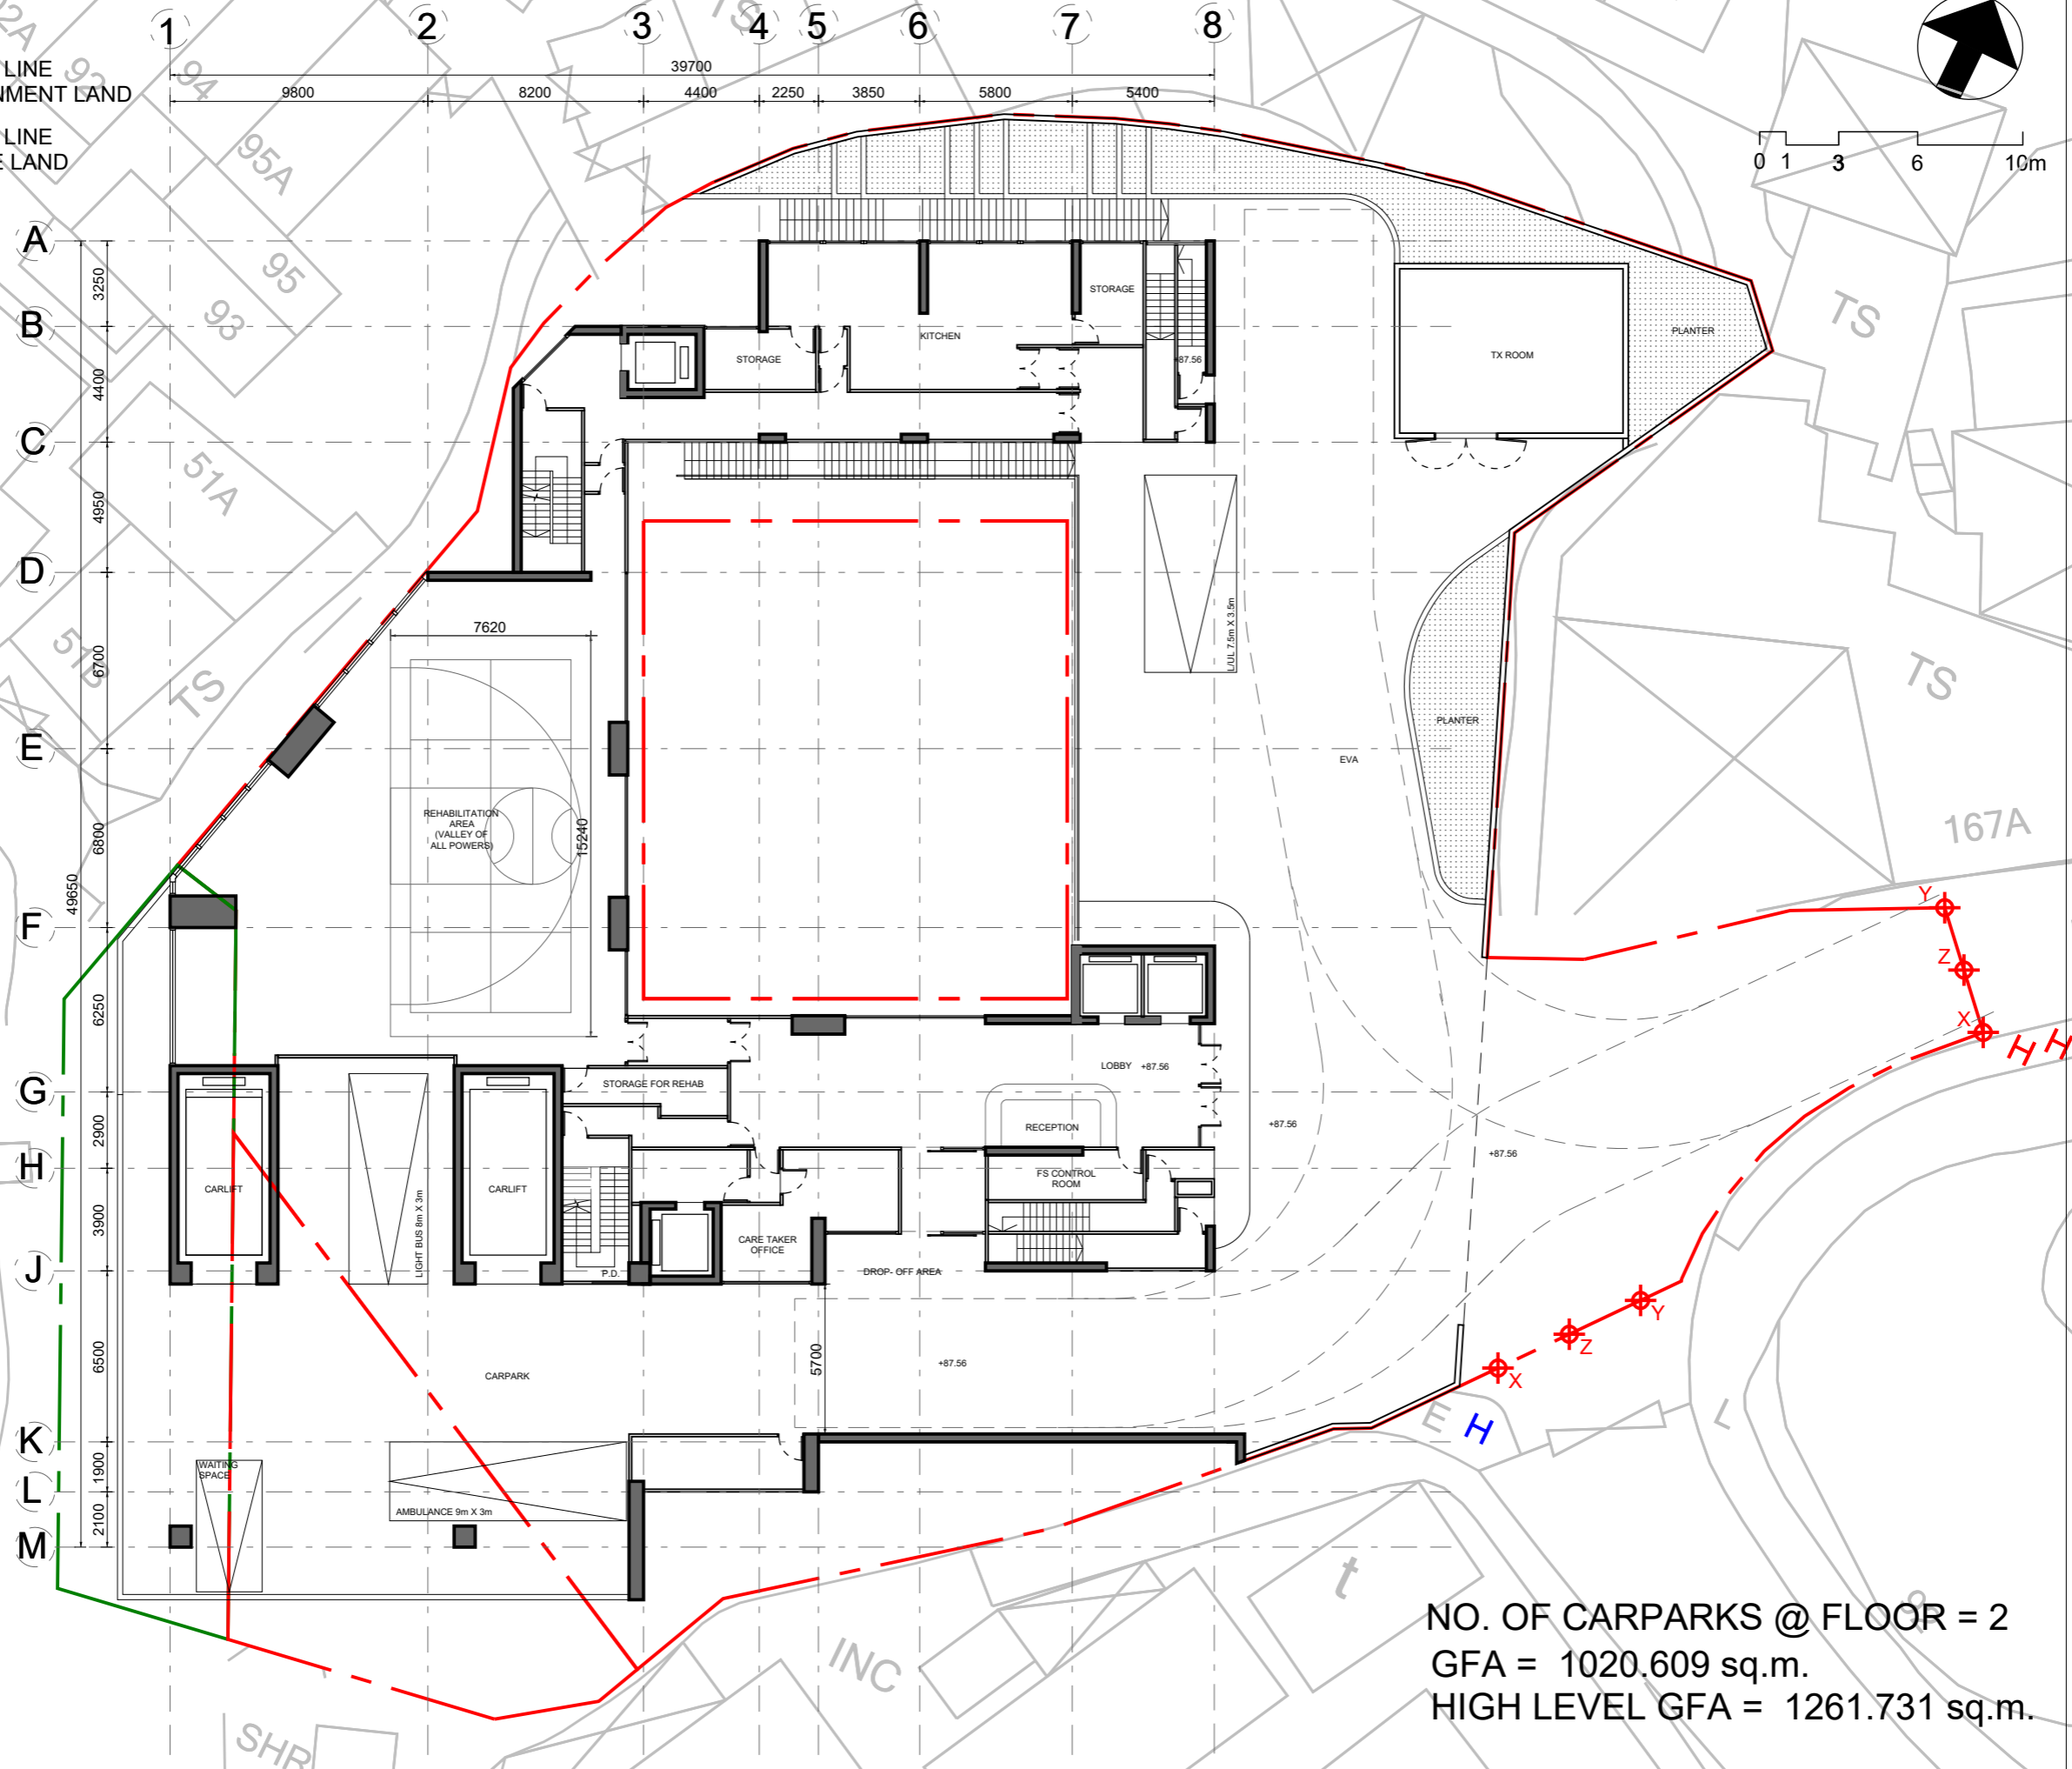 1 2 3 4 5 6 7 8
39700
9800 8200 4400 2250 3850 5800 5400
LINE
NMENT LAND
LINE
E LAND
0 1 3 6 10m
92
94
95A
95
93
51A
51B
TS
TS
TS
TS
167A
A
B
C
D
E
F
G
H
J
K
L
M
3250
4400
4950
6700
6800
6250
2900
3900
6500
1900
2100
49650
STORAGE
KITCHEN
STORAGE
+87.56
TX ROOM
PLANTER
L/UL 7.5m X 3.5m
7620
15240
REHABILITATION
AREA
(VALLEY OF
ALL POWERS)
EVA
PLANTER
Y
Z
X
H H
LOBBY +87.56
STORAGE FOR REHAB
RECEPTION
+87.56
+87.56
FS CONTROL
ROOM
CARLIFT
LIGHT BUS 8m X 3m
CARLIFT
CARE TAKER
OFFICE
P.D.
DROP- OFF AREA
5700
+87.56
CARPARK
Y
Z
X
E H
L
WAITING
SPACE
AMBULANCE 9m X 3m
t
INC
SHR
NO. OF CARPARKS @ FLOOR = 2
GFA = 1020.609 sq.m.
HIGH LEVEL GFA = 1261.731 sq.m.